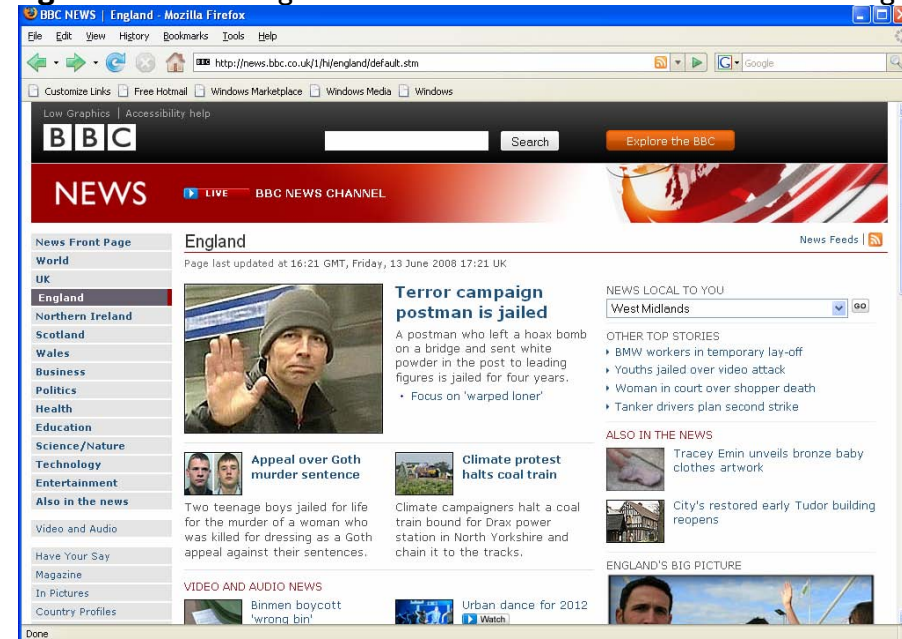 BBC NEWS | England - Mozilla Firefox
File Edit View History Bookmarks Tools Help
http://news.bbc.co.uk/1/hi/england/default.stm
Google
Customize Links Free Hotmail Windows Marketplace Windows Media Windows
Low Graphics | Accessibility help
BBC
Search
Explore the BBC
NEWS
LIVE BBC NEWS CHANNEL
News Front Page
World
UK
England
Northern Ireland
Scotland
Wales
Business
Politics
Health
Education
Science/Nature
Technology
Entertainment
Also in the news
Video and Audio
Have Your Say
Magazine
In Pictures
Country Profiles
England
News Feeds |
Page last updated at 16:21 GMT, Friday, 13 June 2008 17:21 UK
Terror campaign
postman is jailed
A postman who left a hoax bomb
on a bridge and sent white
powder in the post to leading
figures is jailed for four years.
• Focus on 'warped loner'
Appeal over Goth
murder sentence
Two teenage boys jailed for life
for the murder of a woman who
was killed for dressing as a Goth
appeal against their sentences.
Climate protest
halts coal train
Climate campaigners halt a coal
train bound for Drax power
station in North Yorkshire and
chain it to the tracks.
VIDEO AND AUDIO NEWS
Binmen boycott
'wrong bin'
Urban dance for 2012
Watch
NEWS LOCAL TO YOU
West Midlands
GO
OTHER TOP STORIES
BMW workers in temporary lay-off
Youths jailed over video attack
Woman in court over shopper death
Tanker drivers plan second strike
ALSO IN THE NEWS
Tracey Emin unveils bronze baby
clothes artwork
City's restored early Tudor building
reopens
ENGLAND'S BIG PICTURE
Done